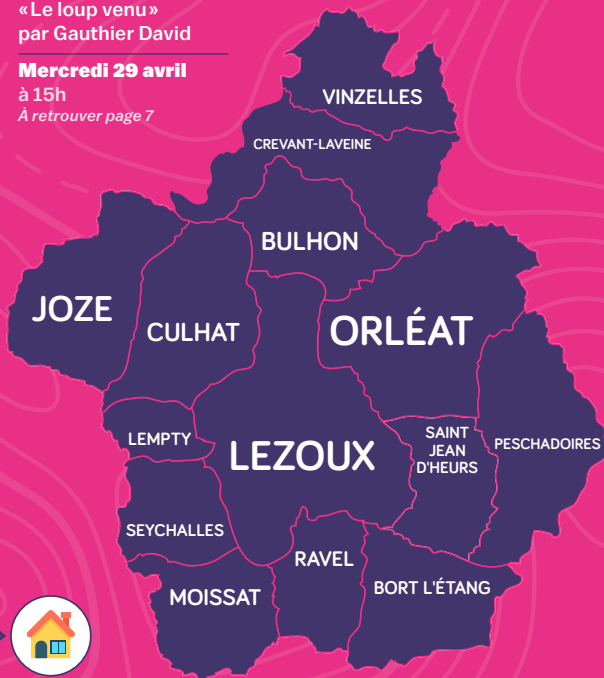 «Le loup venu»
par Gauthier David
Mercredi 29 avril
à 15h
À retrouver page 7
VINZELLES
CREVANT-LAVEINE
BULHON
JOZE
CULHAT
ORLÉAT
LEMPTY
LEZOUX
SAINT
JEAN
D'HEURS
PESCHADOIRES
SEYCHALLES
RAVEL
MOISSAT
BORT L'ÉTANG